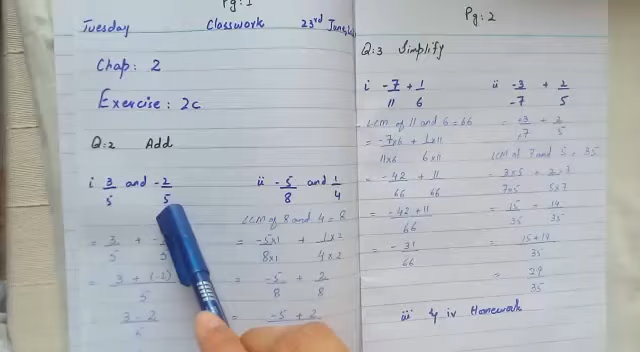 Pg:1
Tuesday Classwork 23rd June
Chap: 2
Exercise: 2c
Q:2 Add
i 3/5 and -2/5
= 3/5 + -
= 3 + (-2) / 5
3 - 2 / 5
ii -5/8 and 1/4
LCM of 8 and 4 = 8
= -5x1 / 8x1 + 1x2 / 4x2
= -5/8 + 2/8
= -5 + 2
Pg: 2
Q:3 Simplify
i -7/11 + 1/6
LCM of 11 and 6 = 66
= -7x6 / 11x6 + 1x11 / 6x11
= -42/66 + 11/66
= -42 + 11 / 66
= -31/66
ii -3/-7 + 2/5
= -3/-7 + 2/5
LCM of 7 and 5 = 35
= 3x5 / 7x5 + 2x7 / 5x7
= 15/35 + 14/35
= 15+14 / 35
= 29/35
iii & iv Homework